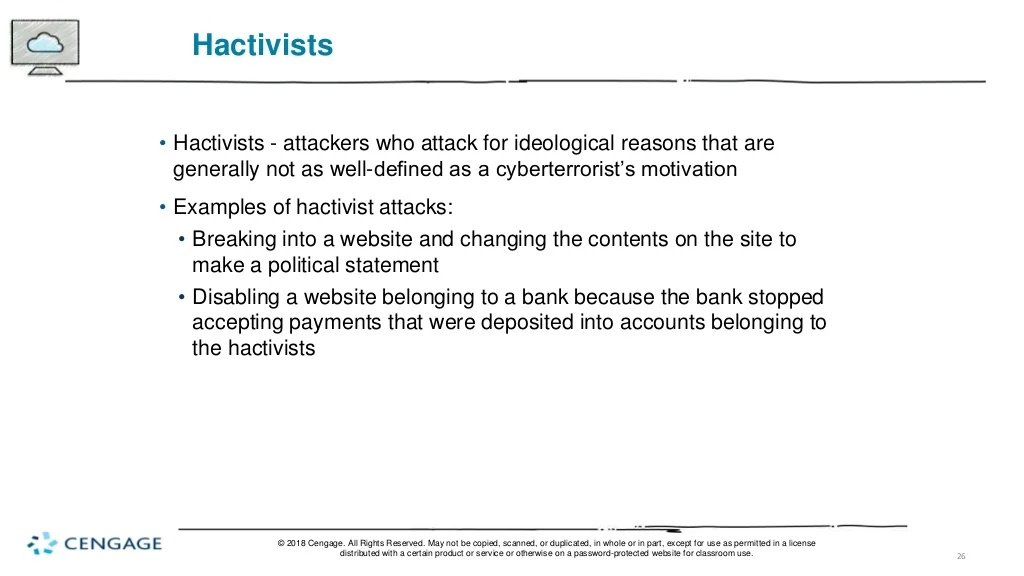 Hactivists
• Hactivists - attackers who attack for ideological reasons that are
generally not as well-defined as a cyberterrorist’s motivation
• Examples of hactivist attacks:
• Breaking into a website and changing the contents on the site to
make a political statement
• Disabling a website belonging to a bank because the bank stopped
accepting payments that were deposited into accounts belonging to
the hactivists
CENGAGE
© 2018 Cengage. All Rights Reserved. May not be copied, scanned, or duplicated, in whole or in part, except for use as permitted in a license
distributed with a certain product or service or otherwise on a password-protected website for classroom use.
26